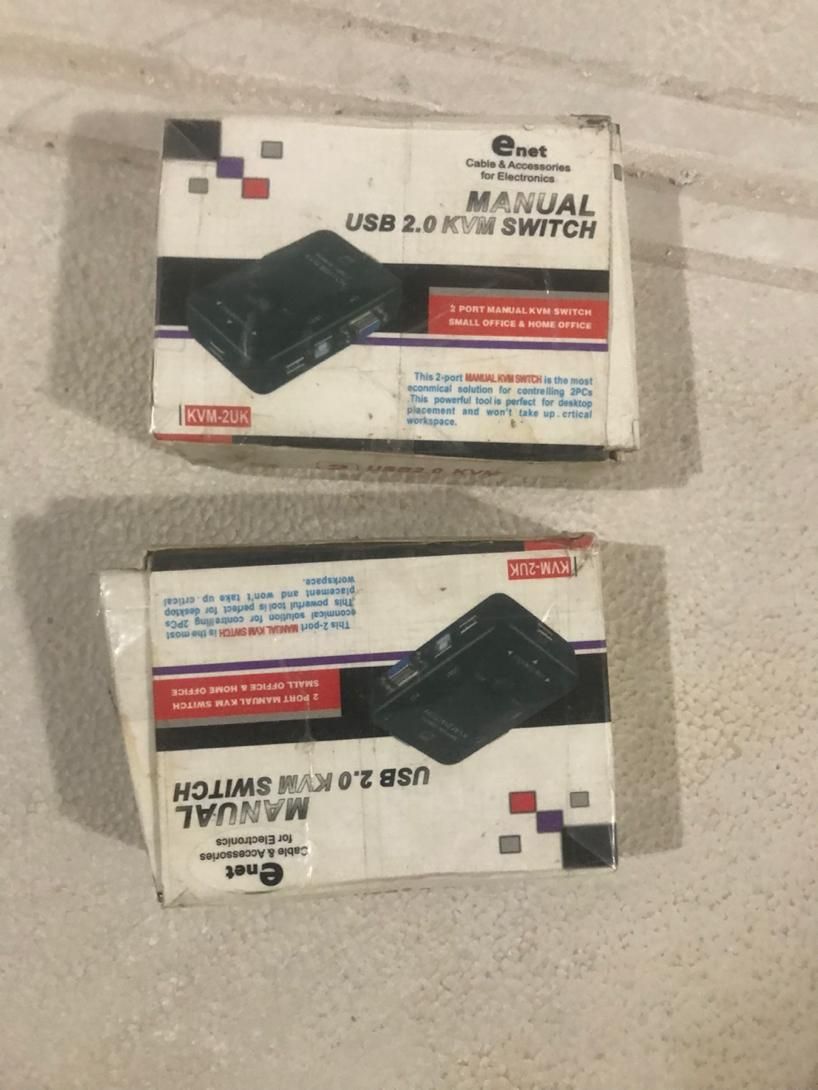 enet
Cable & Accessories
for Electronics
MANUAL
USB 2.0 KVM SWITCH
2 PORT MANUAL KVM SWITCH
SMALL OFFICE & HOME OFFICE
This 2-port MANUAL KVM SWITCH is the most
econmical solution for contrelling 2PCs
This powerful tool is perfect for desktop
placement and won't take up . crtical
workspace.
KVM-2UK
USB2.0 KVM
enet
Cable & Accessories
for Electronics
MANUAL
USB 2.0 KVM SWITCH
2 PORT MANUAL KVM SWITCH
SMALL OFFICE & HOME OFFICE
This 2-port MANUAL KVM SWITCH is the most
econmical solution for contrelling 2PCs
This powerful tool is perfect for desktop
placement and won't take up . crtical
workspace.
KVM-2UK